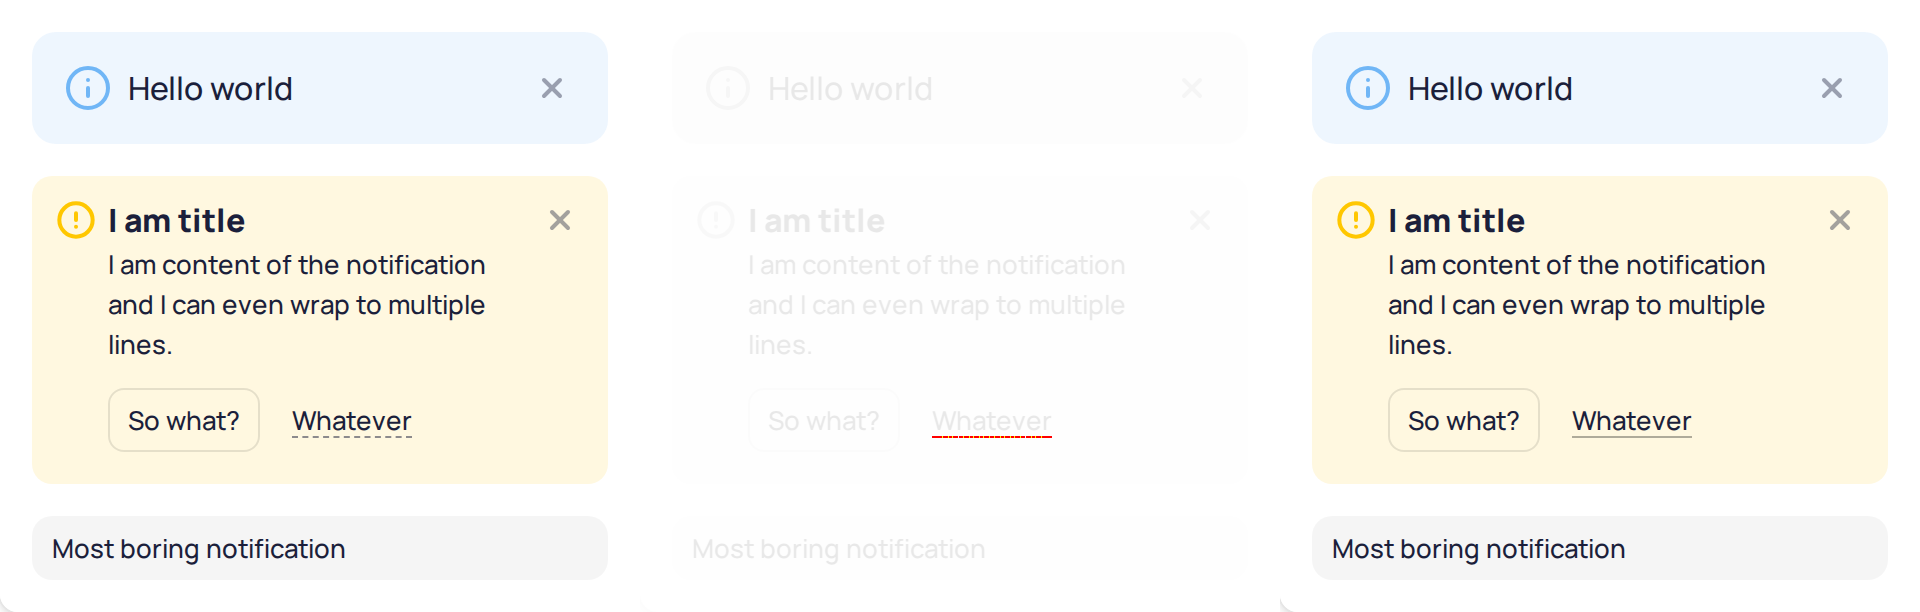 Hello world
I am title
I am content of the notification
and I can even wrap to multiple
lines.
So what? Whatever
Most boring notification
Hello world
I am title
I am content of the notification
and I can even wrap to multiple
lines.
So what? Whatever
Most boring notification
Hello world
I am title
I am content of the notification
and I can even wrap to multiple
lines.
So what? Whatever
Most boring notification